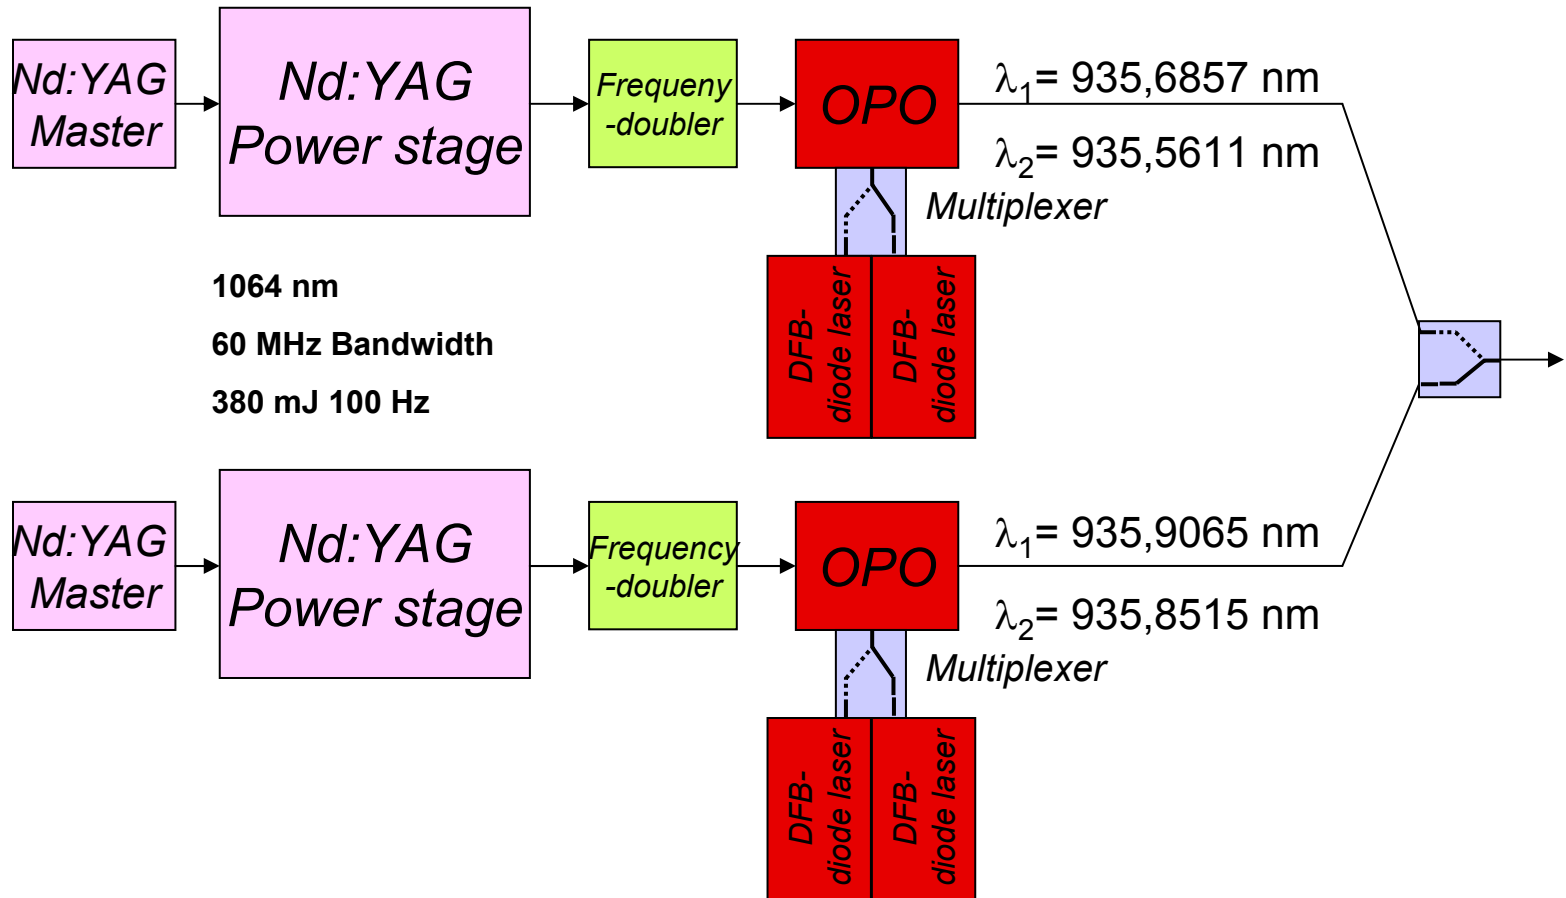 Nd:YAG
Master
Nd:YAG
Power stage
Frequeny
-doubler
OPO
λ1= 935,6857 nm
λ2= 935,5611 nm
Multiplexer
DFB-
diode laser
DFB-
diode laser
1064 nm
60 MHz Bandwidth
380 mJ 100 Hz
Nd:YAG
Master
Nd:YAG
Power stage
Frequency
-doubler
OPO
λ1= 935,9065 nm
λ2= 935,8515 nm
Multiplexer
DFB-
diode laser
DFB-
diode laser